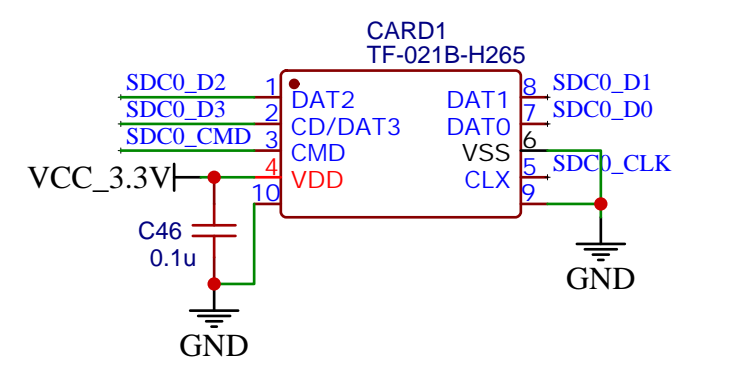 CARD1
TF-021B-H265
SDC0_D2 1 DAT2 DAT1 8 SDC0_D1
SDC0_D3 2 CD/DAT3 DAT0 7 SDC0_D0
SDC0_CMD 3 CMD VSS 6
VCC_3.3V 4 VDD CLX 5 SDC0_CLK
10 9
C46
0.1u
GND
GND